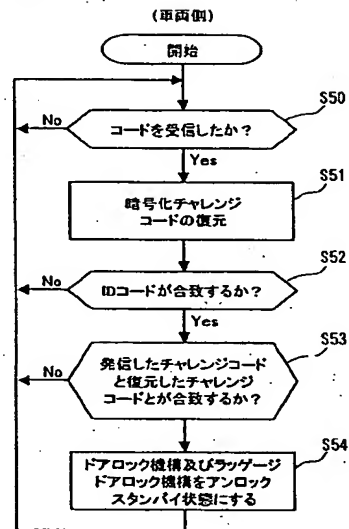 (車両側)
開始
S50
コードを受信したか?
No
Yes
S51
暗号化チャレンジ
コードの復元
S52
IDコードが合致するか?
No
Yes
S53
発信したチャレンジコード
と復元したチャレンジ
コードとが合致するか?
No
Yes
S54
ドアロック機構及びラッゲージ
ドアロック機構をアンロック
スタンバイ状態にする